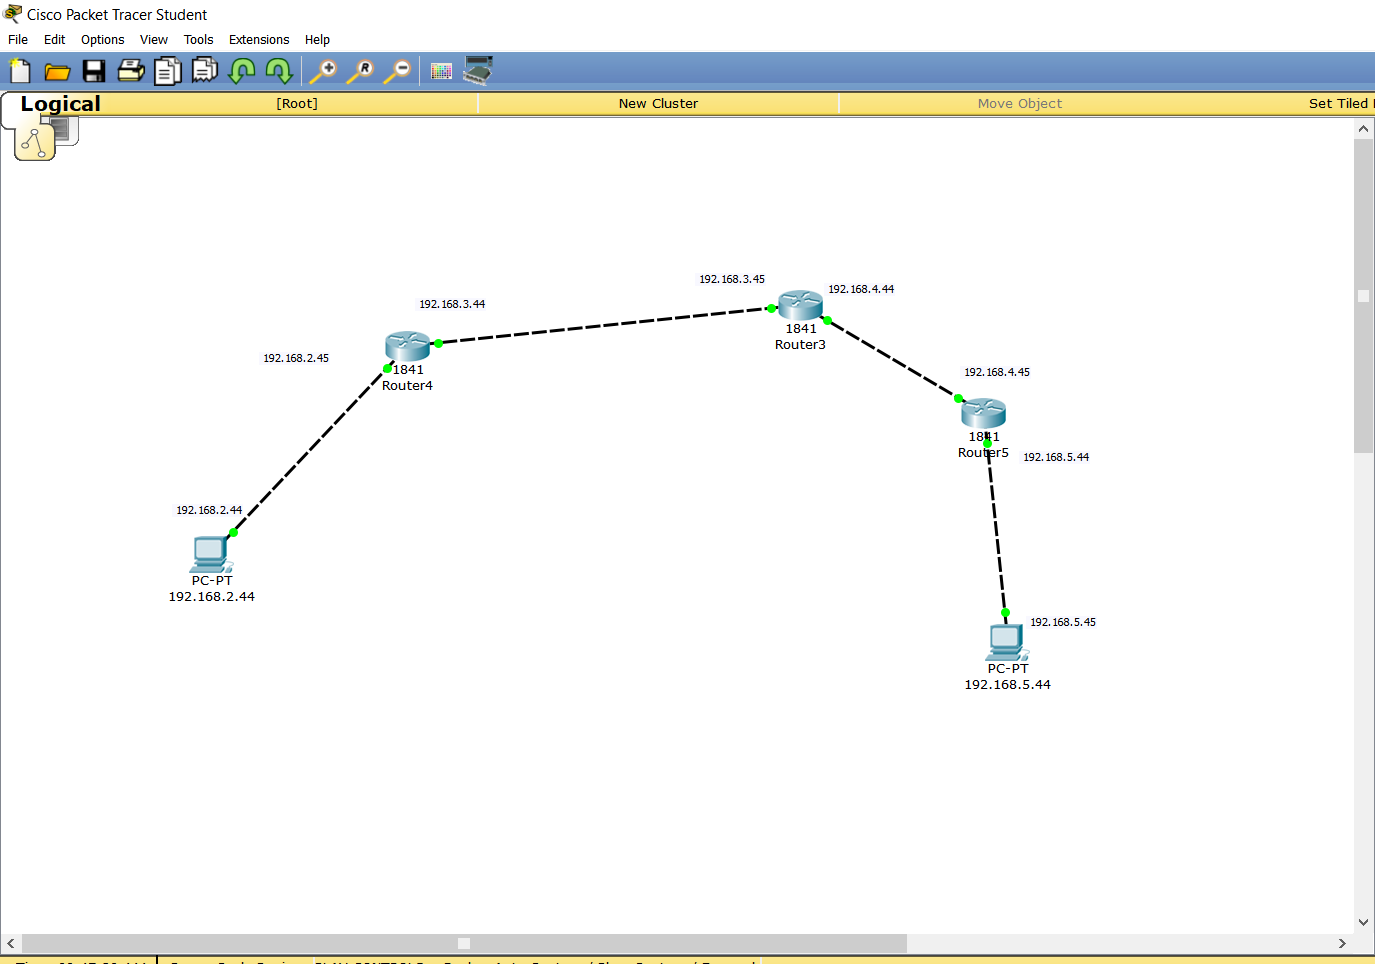 Cisco Packet Tracer Student
File Edit Options View Tools Extensions Help
Logical [Root] New Cluster Move Object Set Tiled
192.168.3.45
192.168.4.44
192.168.3.44
1841
Router3
192.168.2.45
1841
Router4
192.168.4.45
1841
Router5
192.168.5.44
192.168.2.44
PC-PT
192.168.2.44
192.168.5.45
PC-PT
192.168.5.44